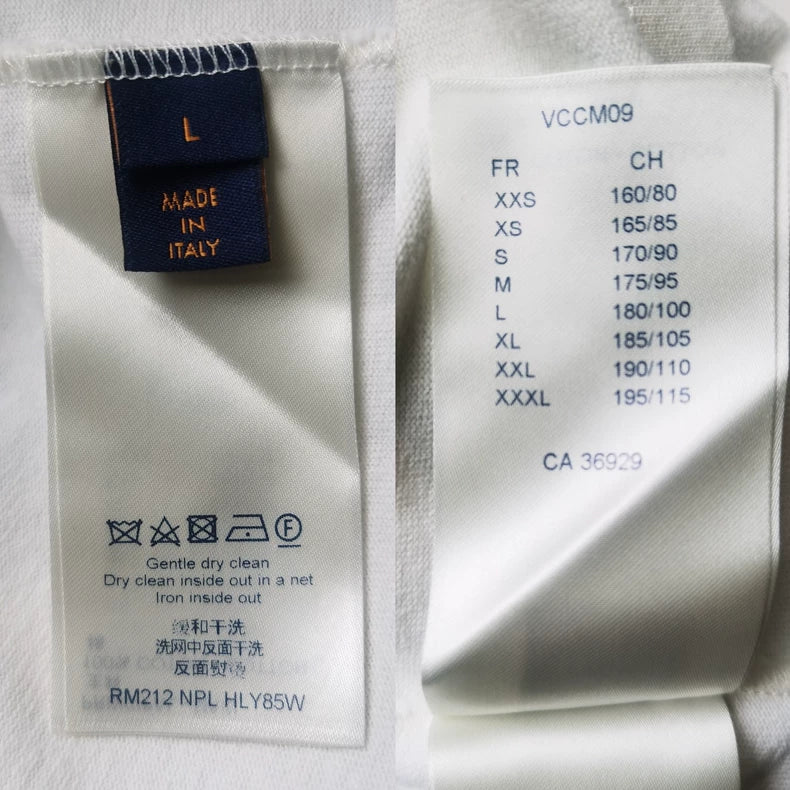 L
MADE
IN
ITALY
Gentle dry clean
Dry clean inside out in a net
Iron inside out
缓和干洗
洗网中反面干洗
反面熨烫
RM212 NPL HLY85W
VCCM09
FR CH
XXS 160/80
XS 165/85
S 170/90
M 175/95
L 180/100
XL 185/105
XXL 190/110
XXXL 195/115
CA 36929
F